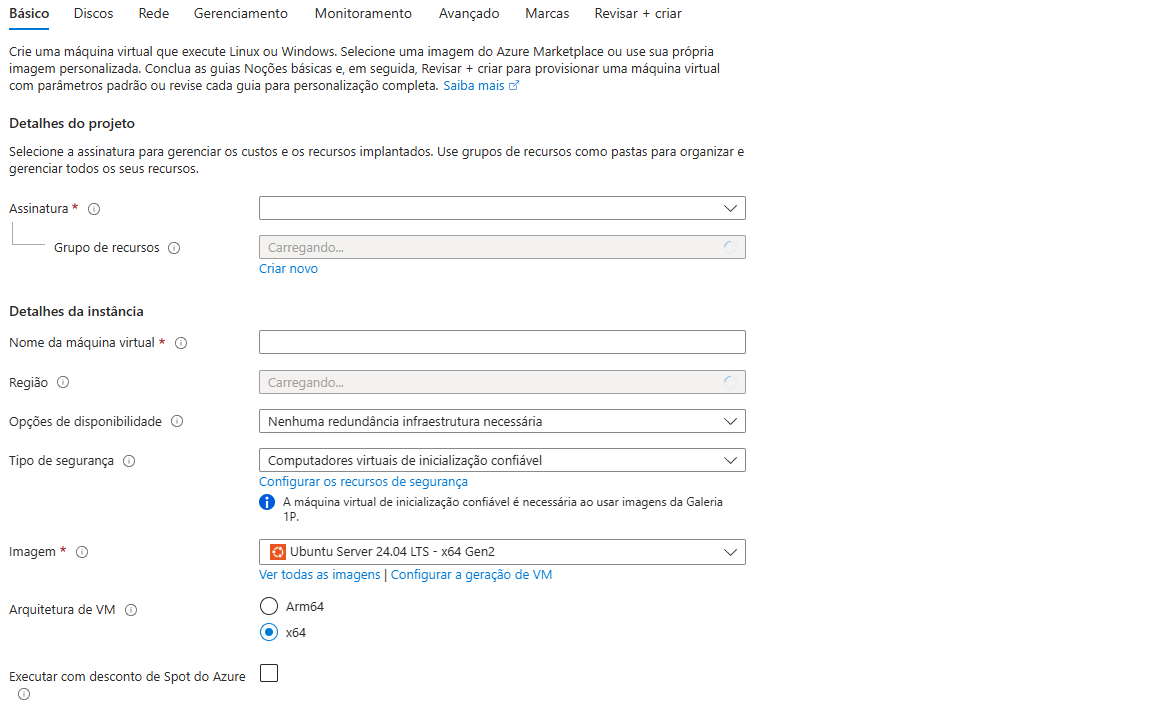 Básico Discos Rede Gerenciamento Monitoramento Avançado Marcas Revisar + criar
Crie uma máquina virtual que execute Linux ou Windows. Selecione uma imagem do Azure Marketplace ou use sua própria
imagem personalizada. Conclua as guias Noções básicas e, em seguida, Revisar + criar para provisionar uma máquina virtual
com parâmetros padrão ou revise cada guia para personalização completa. Saiba mais
Detalhes do projeto
Selecione a assinatura para gerenciar os custos e os recursos implantados. Use grupos de recursos como pastas para organizar e
gerenciar todos os seus recursos.
Assinatura *
Grupo de recursos Carregando...
Criar novo
Detalhes da instância
Nome da máquina virtual *
Região Carregando...
Opções de disponibilidade Nenhuma redundância infraestrutura necessária
Tipo de segurança Computadores virtuais de inicialização confiável
Configurar os recursos de segurança
A máquina virtual de inicialização confiável é necessária ao usar imagens da Galeria
1P.
Imagem * Ubuntu Server 24.04 LTS - x64 Gen2
Ver todas as imagens | Configurar a geração de VM
Arquitetura de VM Arm64
x64
Executar com desconto de Spot do Azure